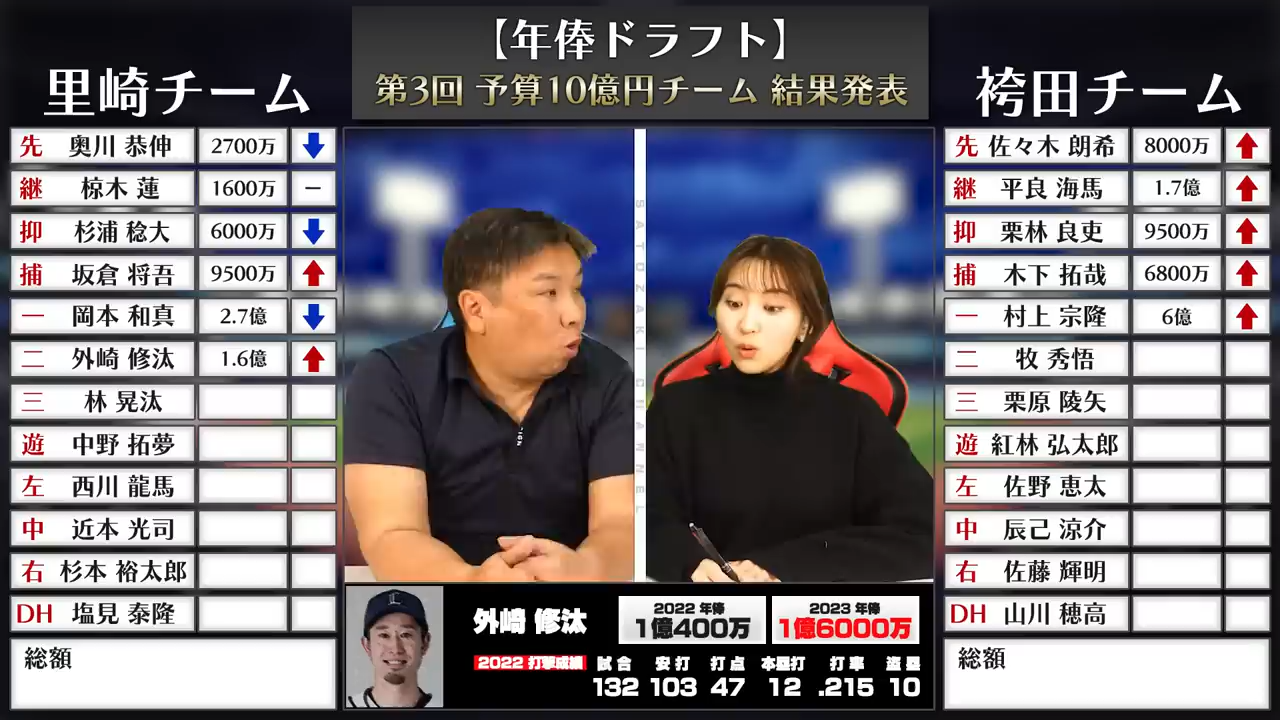 【年俸ドラフト】
第3回 予算10億円チーム 結果発表
里崎チーム
先 奥川 恭伸 2700万
継 椋木 蓮 1600万 −
抑 杉浦 稔大 6000万
捕 坂倉 将吾 9500万
一 岡本 和真 2.7億
二 外崎 修汰 1.6億
三 林 晃汰
遊 中野 拓夢
左 西川 龍馬
中 近本 光司
右 杉本 裕太郎
DH 塩見 泰隆
総額
袴田チーム
先 佐々木 朗希 8000万
継 平良 海馬 1.7億
抑 栗林 良吏 9500万
捕 木下 拓哉 6800万
一 村上 宗隆 6億
二 牧 秀悟
三 栗原 陵矢
遊 紅林 弘太郎
左 佐野 恵太
中 辰己 涼介
右 佐藤 輝明
DH 山川 穂高
総額
SATOZAKI CHANNEL
外崎 修汰
2022 年俸
1億400万
2023 年俸
1億6000万
2022 打撃成績 試合 安打 打点 本塁打 打率 盗塁
132 103 47 12 .215 10